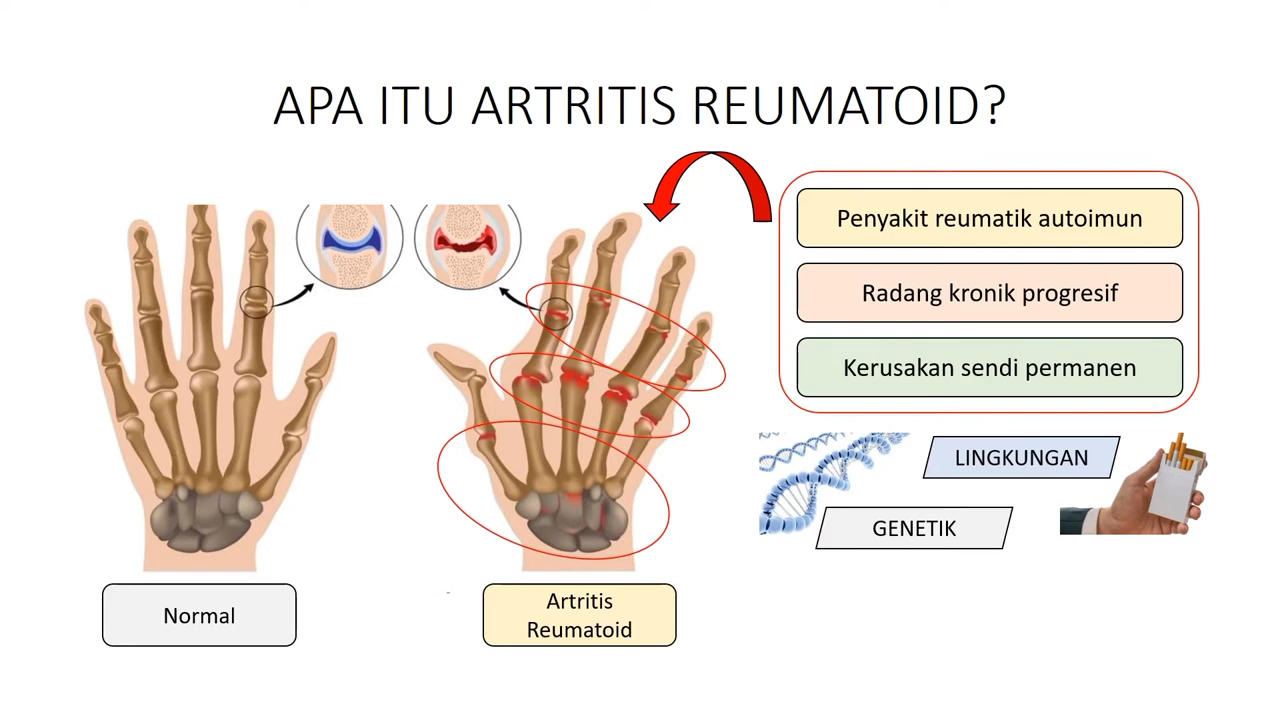 APA ITU ARTRITIS REUMATOID?
Penyakit reumatik autoimun
Radang kronik progresif
Kerusakan sendi permanen
LINGKUNGAN
GENETIK
Normal
Artritis
Reumatoid